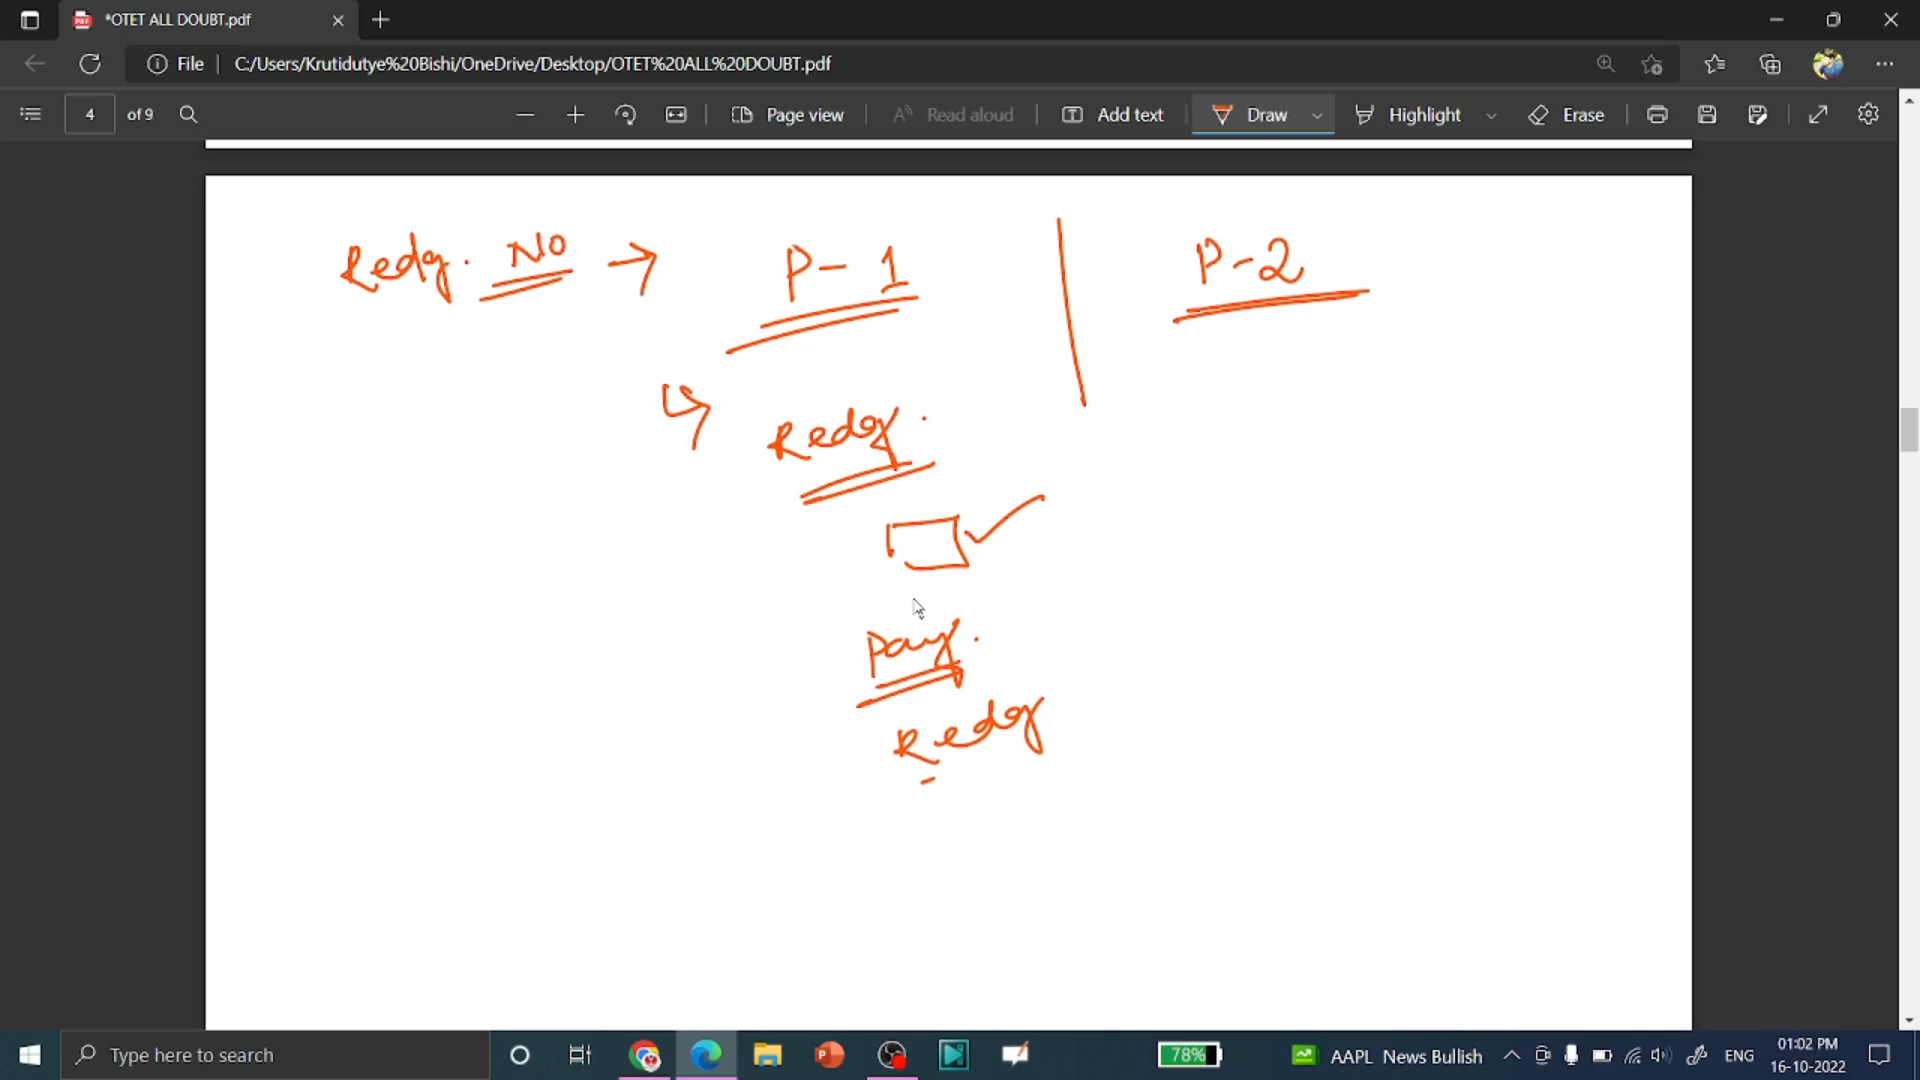 *OTET ALL DOUBT.pdf
File C:/Users/Krutidutye%20Bishi/OneDrive/Desktop/OTET%20ALL%20DOUBT.pdf
4 of 9 Page view Read aloud Add text Draw Highlight Erase
Redg. No → P-1 P-2
Redg.
Pay.
Redg
Type here to search 78% AAPL News Bullish ENG 01:02 PM
16-10-2022